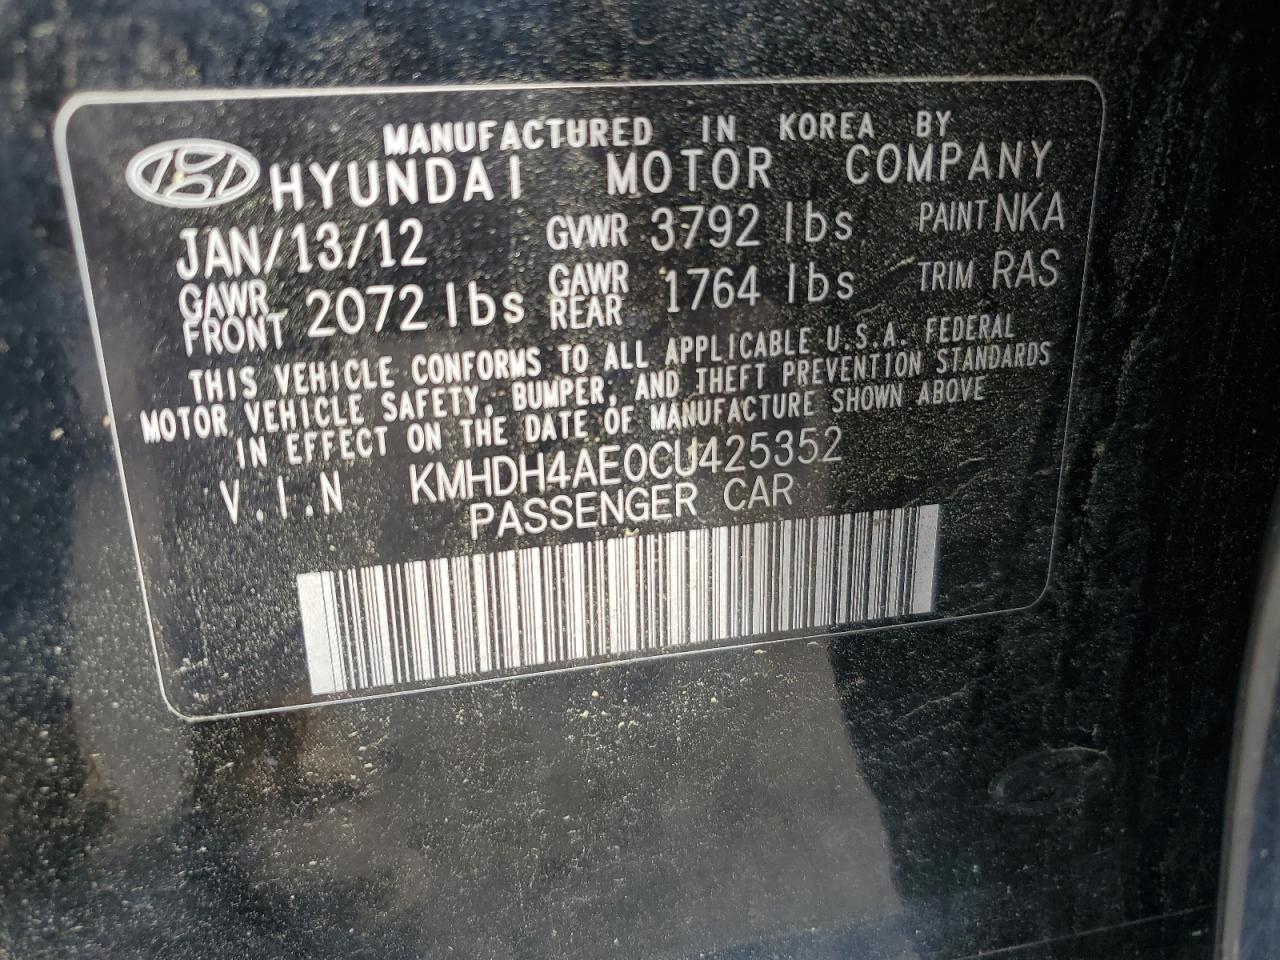 MANUFACTURED IN KOREA BY
HYUNDAI MOTOR COMPANY
JAN/13/12 GVWR 3792 lbs PAINT NKA
GAWR FRONT 2072 lbs GAWR REAR 1764 lbs TRIM RAS
THIS VEHICLE CONFORMS TO ALL APPLICABLE U.S.A. FEDERAL
MOTOR VEHICLE SAFETY, BUMPER, AND THEFT PREVENTION STANDARDS
IN EFFECT ON THE DATE OF MANUFACTURE SHOWN ABOVE
V.I.N KMHDH4AE0CU425352
PASSENGER CAR